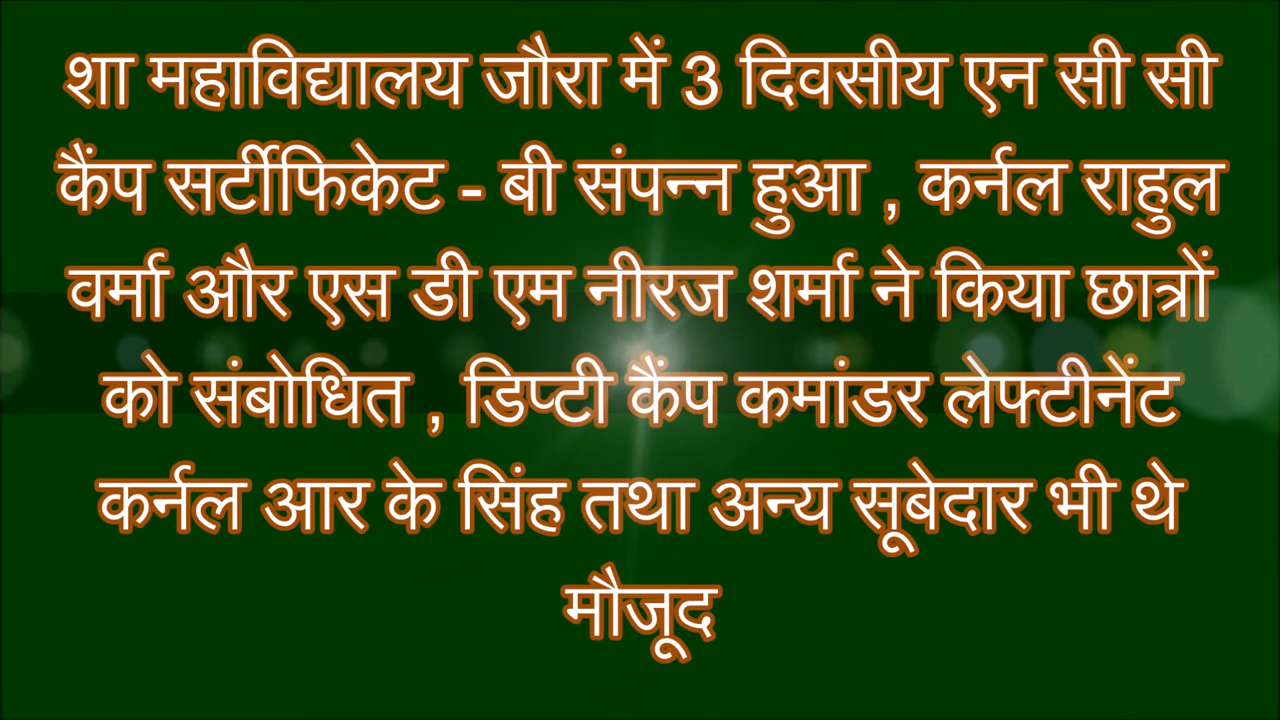 शा महाविद्यालय जौरा में 3 दिवसीय एन सी सी
कैंप सर्टीफिकेट - बी संपन्न हुआ , कर्नल राहुल
वर्मा और एस डी एम नीरज शर्मा ने किया छात्रों
को संबोधित , डिप्टी कैंप कमांडर लेफ्टीनेंट
कर्नल आर के सिंह तथा अन्य सूबेदार भी थे
मौजूद